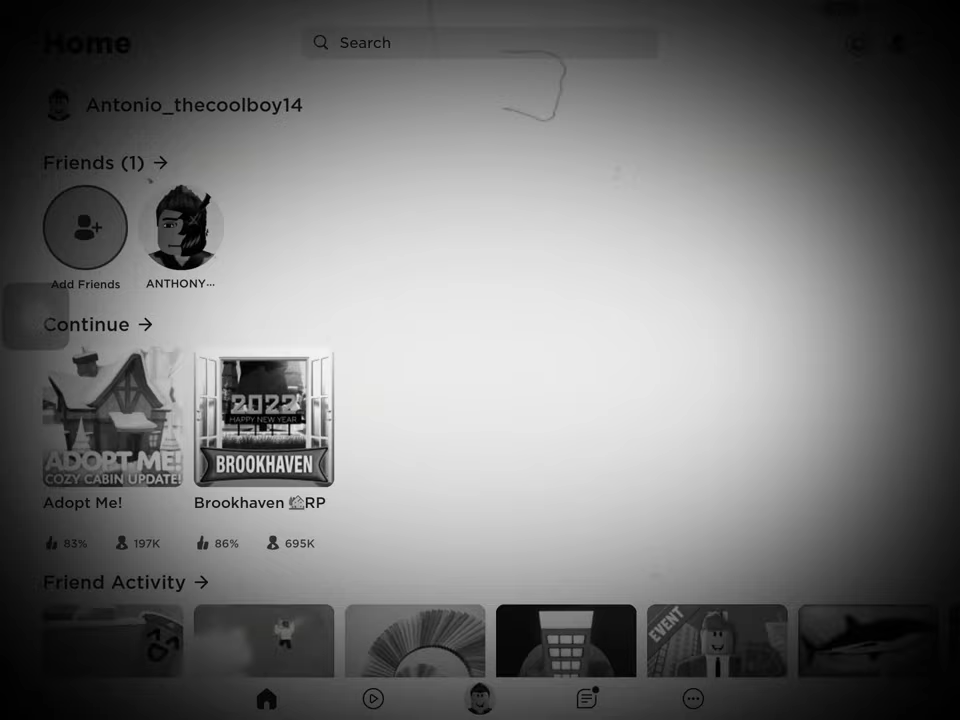 Home
Search
Antonio_thecoolboy14
Friends (1) →
Add Friends
ANTHONY...
Continue →
2022
HAPPY NEW YEAR
ADOPT ME!
COZY CABIN UPDATE!
BROOKHAVEN
Adopt Me!
Brookhaven 🏡RP
83%
197K
86%
695K
Friend Activity →
EVENT